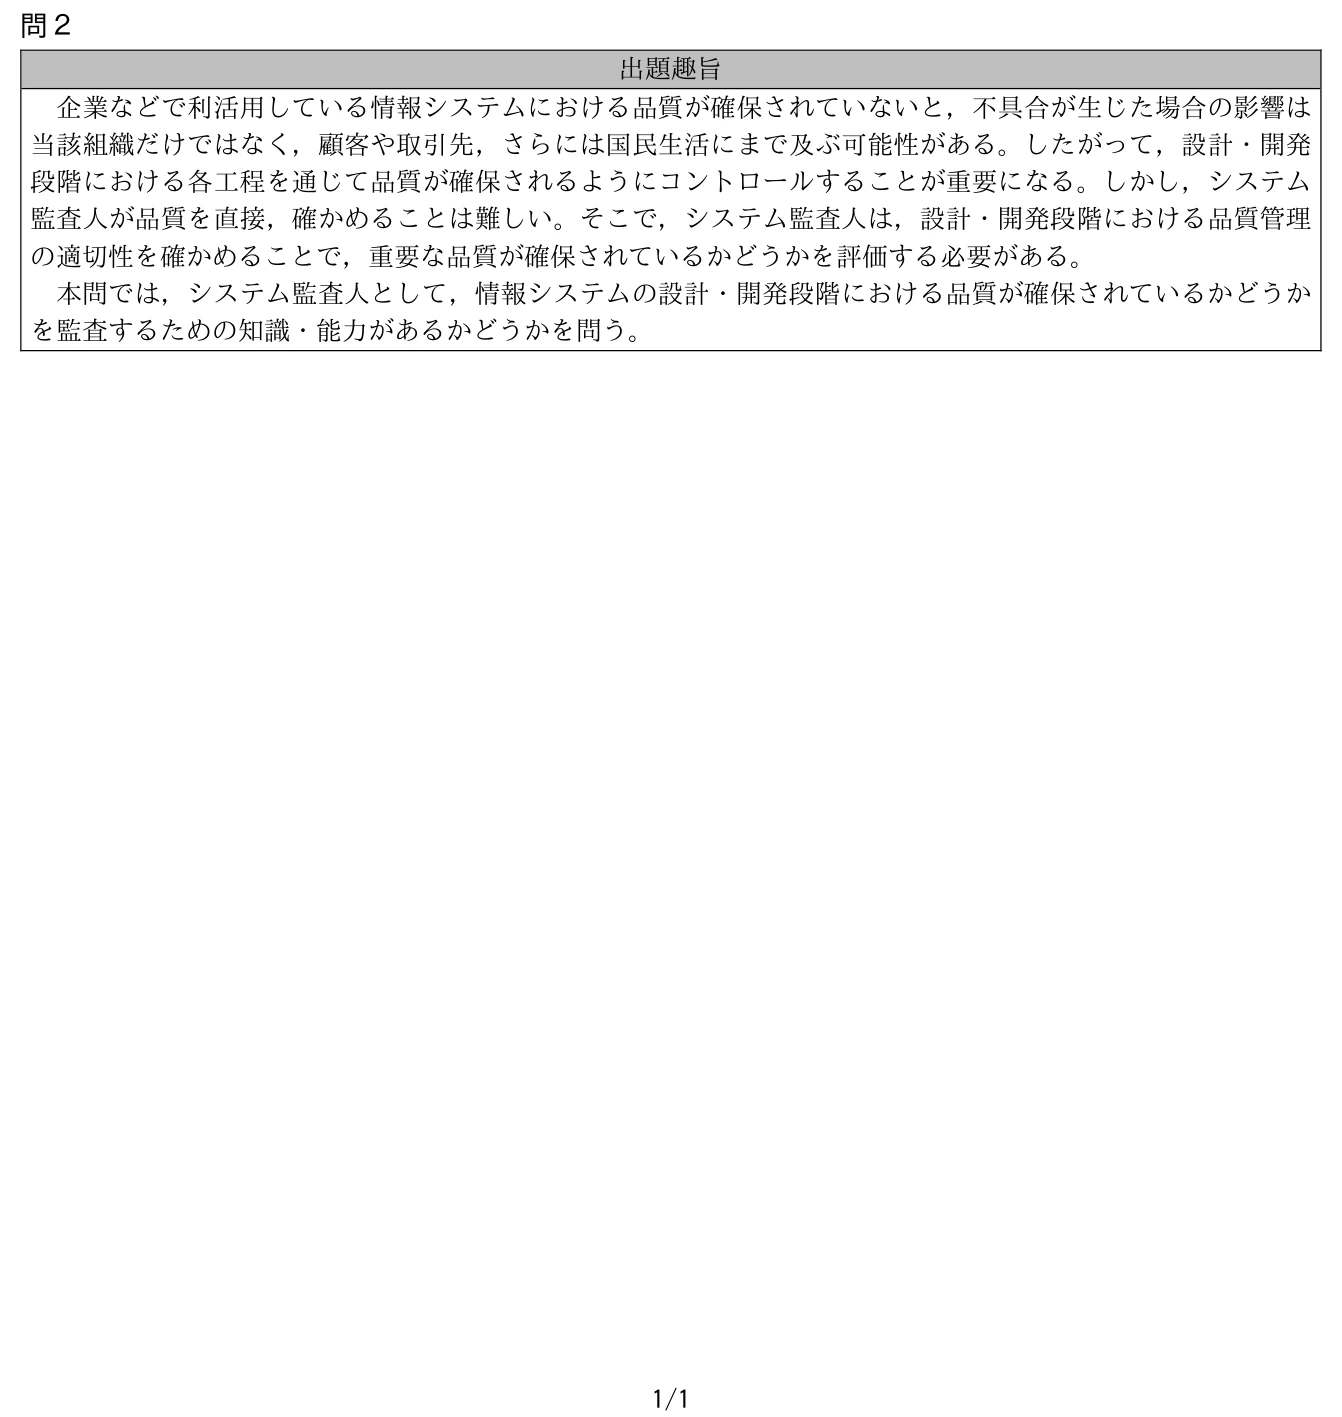 問２
出題趣旨
　企業などで利活用している情報システムにおける品質が確保されていないと，不具合が生じた場合の影響は
当該組織だけではなく，顧客や取引先，さらには国民生活にまで及ぶ可能性がある。したがって，設計・開発
段階における各工程を通じて品質が確保されるようにコントロールすることが重要になる。しかし，システム
監査人が品質を直接，確かめることは難しい。そこで，システム監査人は，設計・開発段階における品質管理
の適切性を確かめることで，重要な品質が確保されているかどうかを評価する必要がある。
　本問では，システム監査人として，情報システムの設計・開発段階における品質が確保されているかどうか
を監査するための知識・能力があるかどうかを問う。
1/1